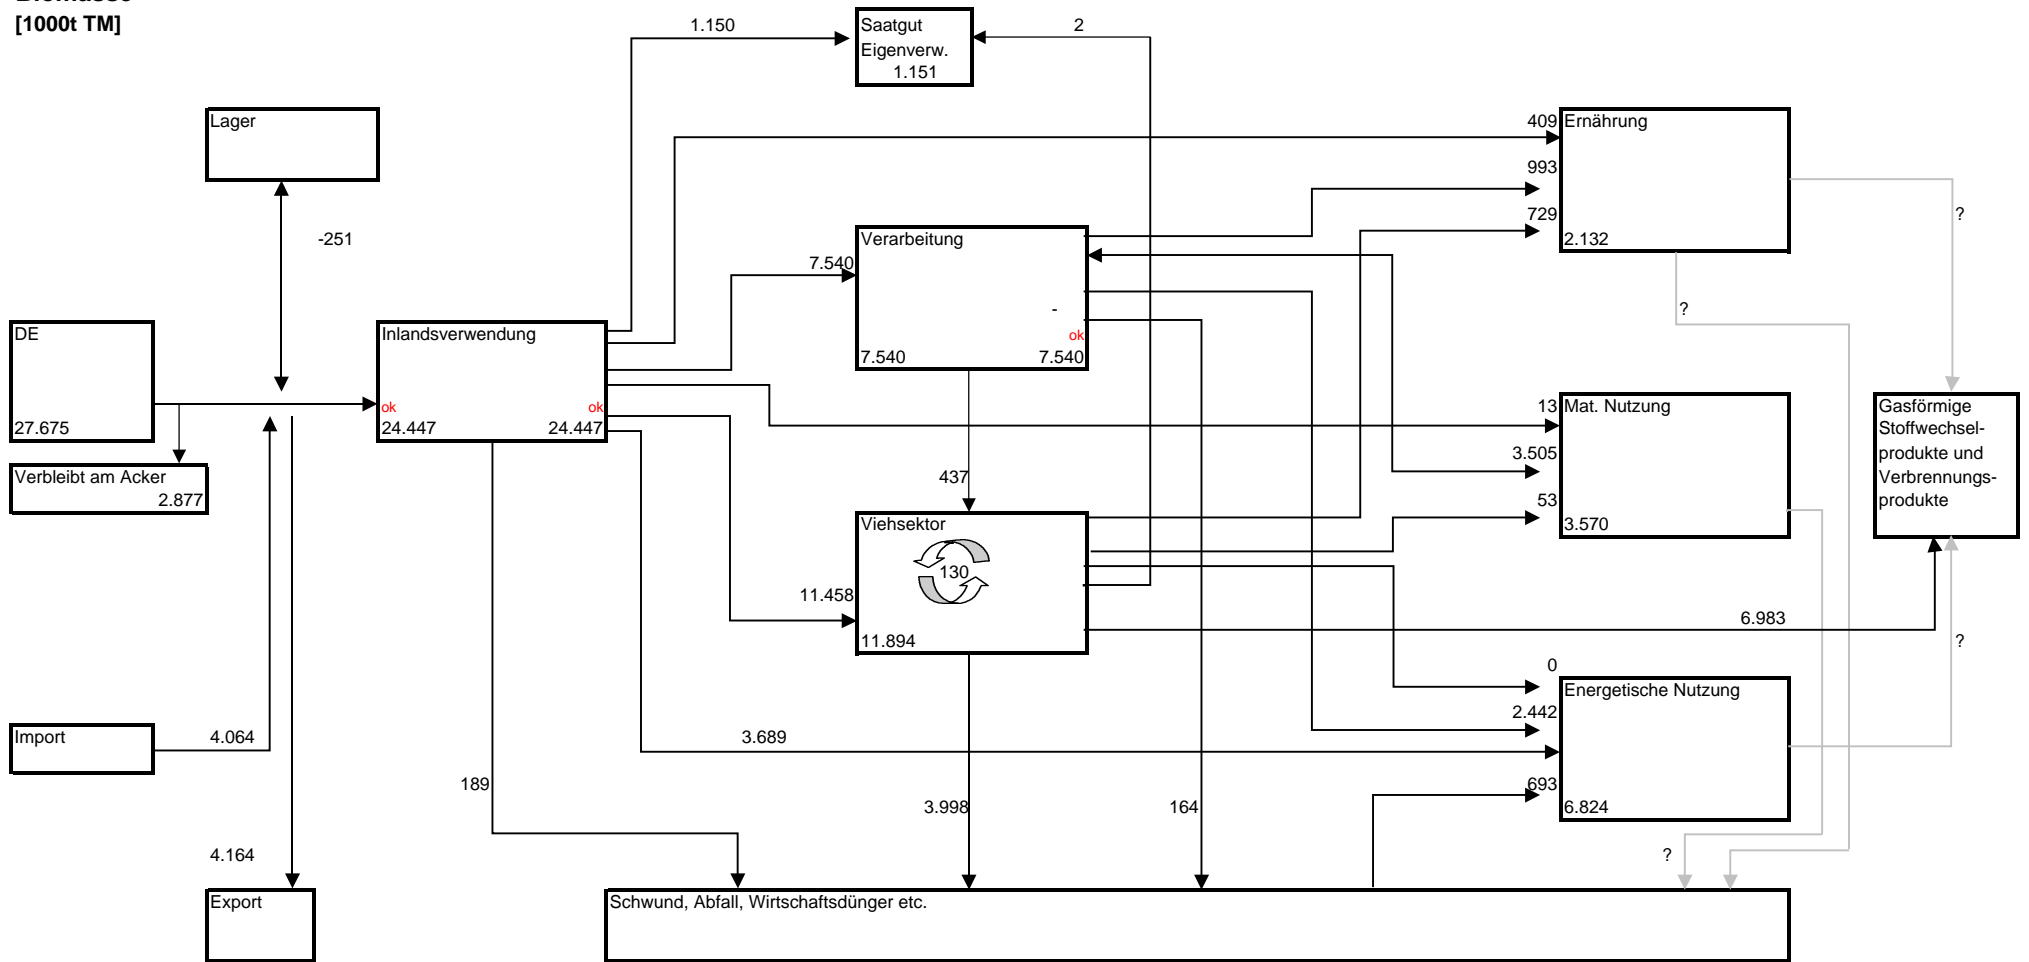 [1000t TM]
1.150
Saatgut
Eigenverw.
1.151
2
Lager
-251
409
Ernährung
993
729
2.132
?
?
Verarbeitung
7.540
-
ok
7.540
7.540
DE
27.675
Inlandsverwendung
ok
ok
24.447
24.447
Verbleibt am Acker
2.877
437
13
Mat. Nutzung
3.505
53
3.570
Gasförmige
Stoffwechsel-
produkte und
Verbrennungs-
produkte
Viehsektor
130
11.458
11.894
6.983
?
0
Energetische Nutzung
2.442
3.689
693
6.824
Import
4.064
189
3.998
164
4.164
?
Export
Schwund, Abfall, Wirtschaftsdünger etc.